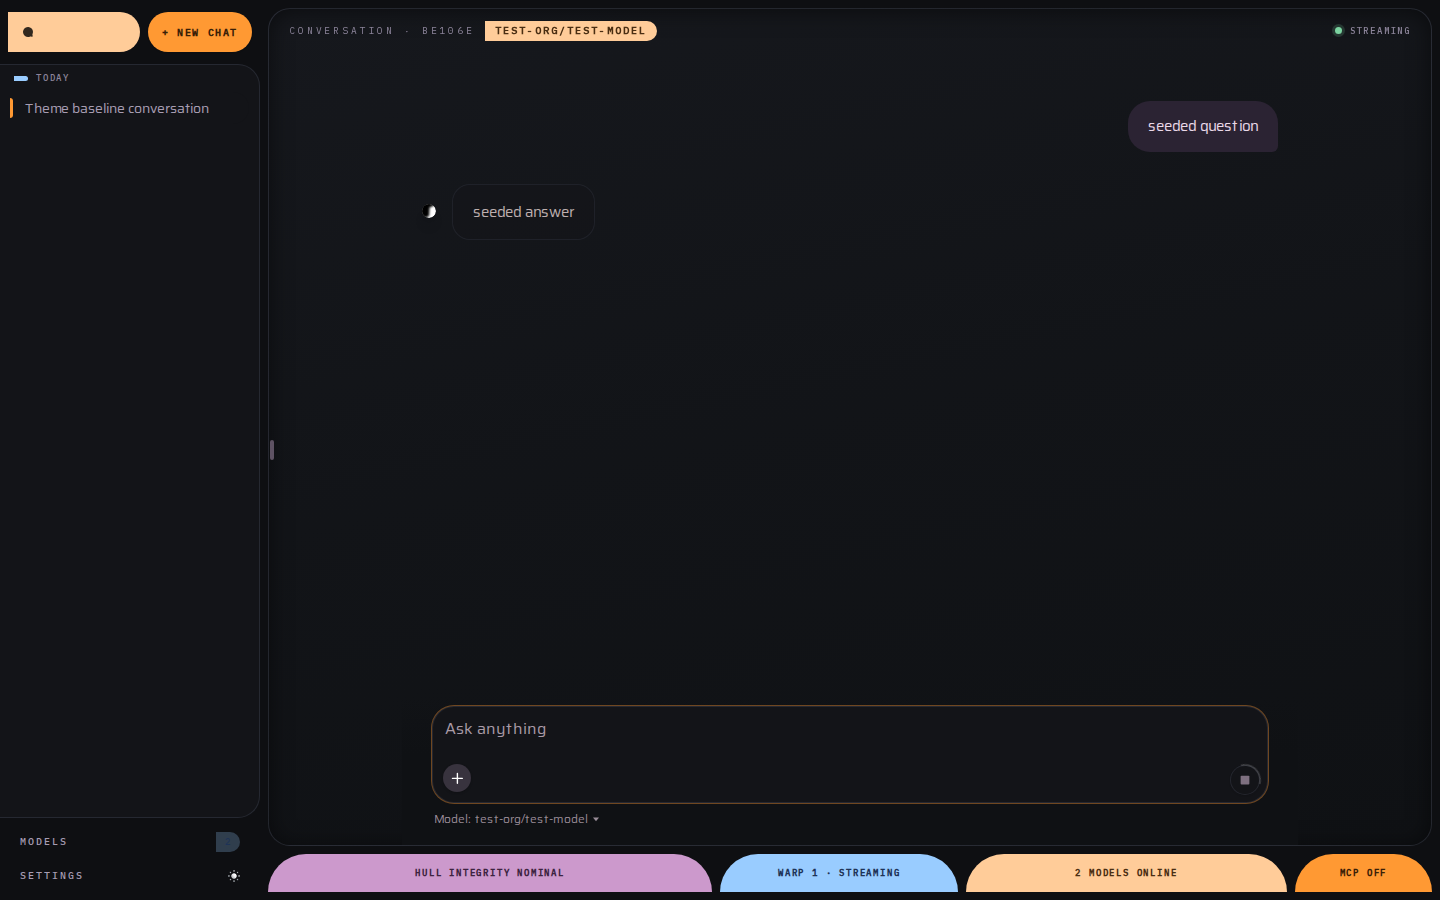 + NEW CHAT
TODAY
Theme baseline conversation
MODELS
SETTINGS
CONVERSATION · BE106E TEST-ORG/TEST-MODEL
STREAMING
seeded question
seeded answer
Ask anything
Model: test-org/test-model
HULL INTEGRITY NOMINAL
WARP 1 · STREAMING
2 MODELS ONLINE
MCP OFF